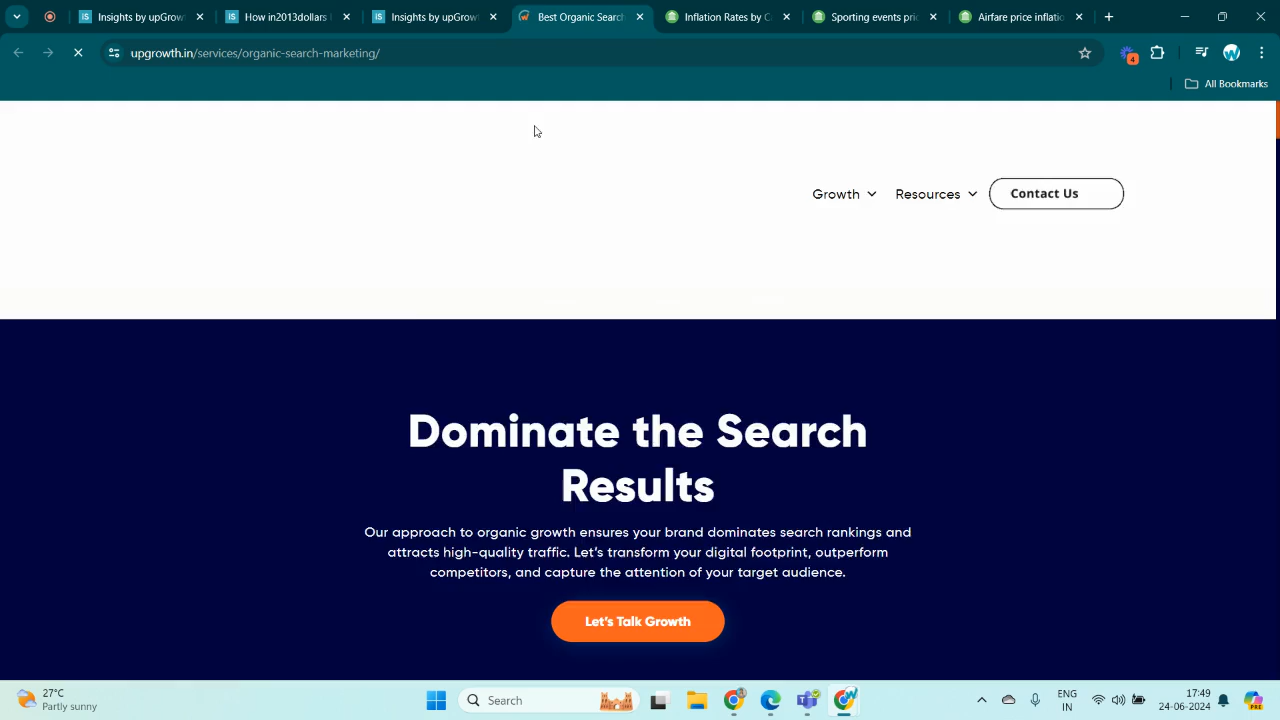 Insights by upGrow
How in2013dollars
Insights by upGrowt
Best Organic Search
Inflation Rates by C
Sporting events pric
Airfare price inflatio
upgrowth.in/services/organic-search-marketing/
4
All Bookmarks
Growth
Resources
Contact Us
Dominate the Search
Results
Our approach to organic growth ensures your brand dominates search rankings and
attracts high-quality traffic. Let's transform your digital footprint, outperform
competitors, and capture the attention of your target audience.
Let's Talk Growth
27°C
Partly sunny
Search
ENG
IN
17:49
24-06-2024
PRE